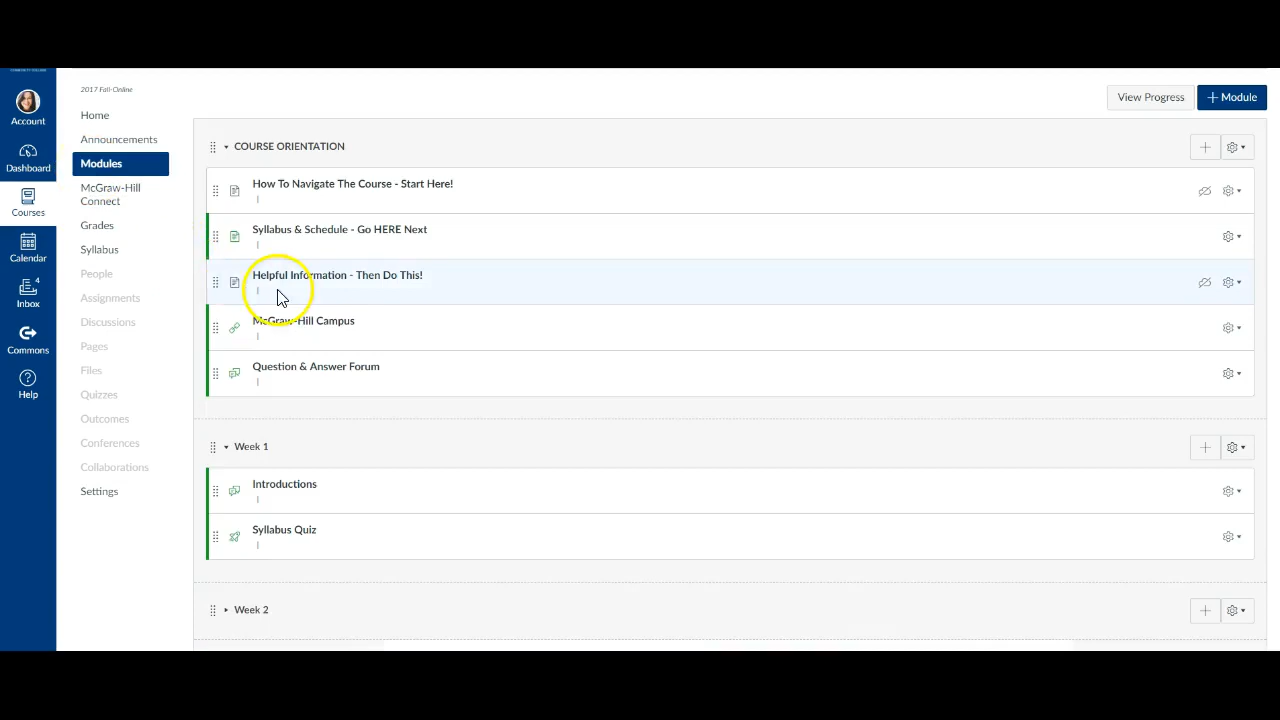 Account
Dashboard
Courses
Calendar
4
Inbox
Commons
Help
2017 Fall-Online
Home
Announcements
Modules
McGraw-Hill
Connect
Grades
Syllabus
People
Assignments
Discussions
Pages
Files
Quizzes
Outcomes
Conferences
Collaborations
Settings
View Progress
+ Module
COURSE ORIENTATION
How To Navigate The Course - Start Here!
Syllabus & Schedule - Go HERE Next
Helpful Information - Then Do This!
McGraw-Hill Campus
Question & Answer Forum
Week 1
Introductions
Syllabus Quiz
Week 2